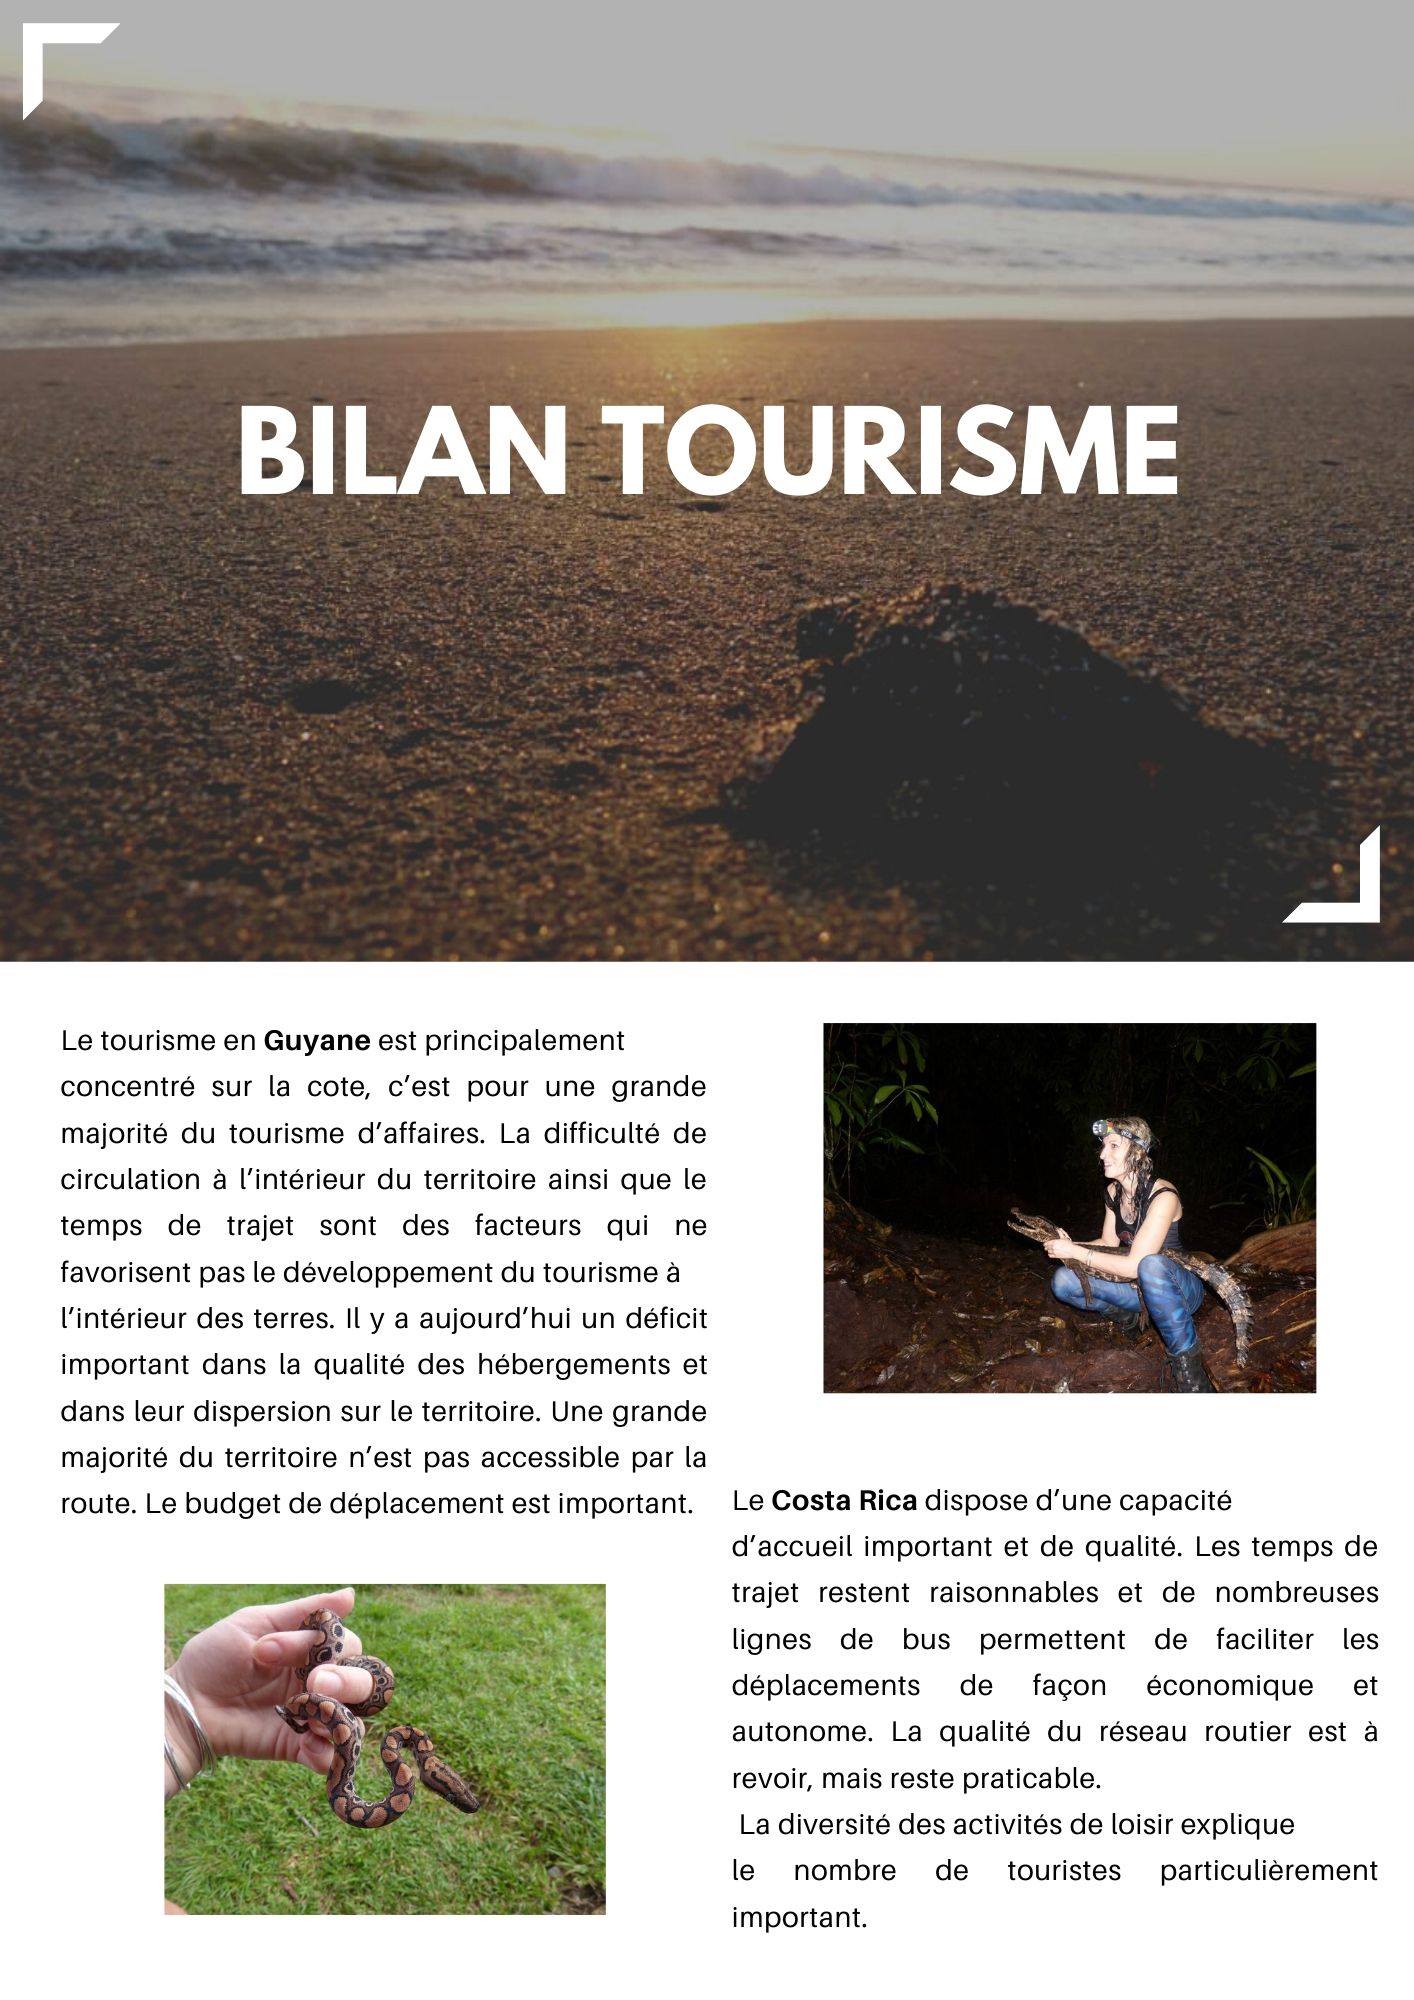 BILAN TOURISME
Le tourisme en Guyane est principalement
concentré sur la cote, c’est pour une grande
majorité du tourisme d’affaires. La difficulté de
circulation à l’intérieur du territoire ainsi que le
temps de trajet sont des facteurs qui ne
favorisent pas le développement du tourisme à
l’intérieur des terres. Il y a aujourd’hui un déficit
important dans la qualité des hébergements et
dans leur dispersion sur le territoire. Une grande
majorité du territoire n’est pas accessible par la
route. Le budget de déplacement est important.
Le Costa Rica dispose d’une capacité
d’accueil important et de qualité. Les temps de
trajet restent raisonnables et de nombreuses
lignes de bus permettent de faciliter les
déplacements de façon économique et
autonome. La qualité du réseau routier est à
revoir, mais reste praticable.
La diversité des activités de loisir explique
le nombre de touristes particulièrement
important.